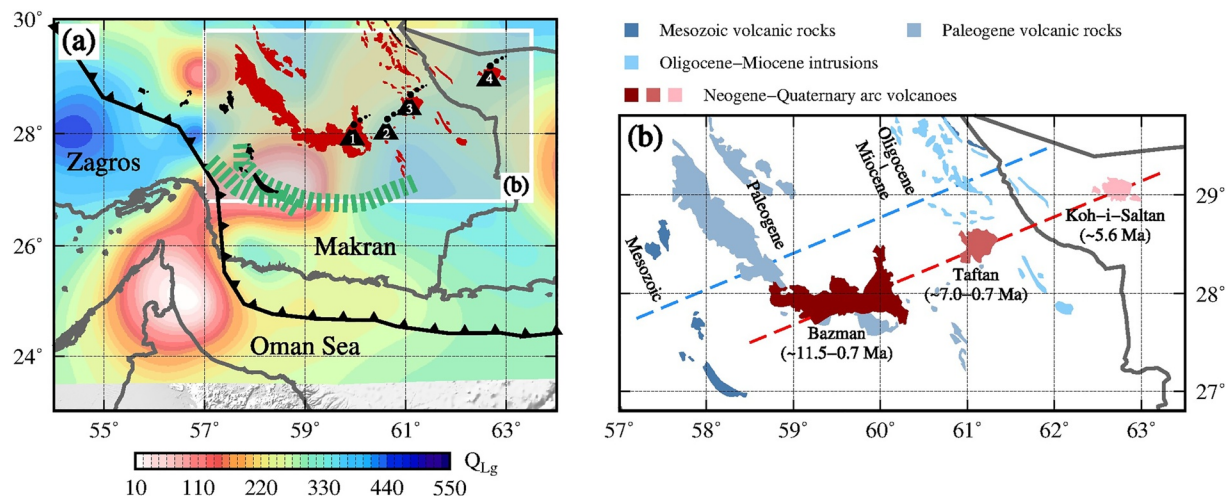 (a)
30°
28°
26°
24°
55°
57°
59°
61°
63°
Zagros
Makran
Oman Sea
1
2
3
4
(b)
10
110
220
330
440
550
Q_Lg
Mesozoic volcanic rocks
Paleogene volcanic rocks
Oligocene–Miocene intrusions
Neogene–Quaternary arc volcanoes
(b)
Mesozoic
Paleogene
Oligocene
–
Miocene
Koh–i–Saltan
(~5.6 Ma)
Taftan
(~7.0–0.7 Ma)
Bazman
(~11.5–0.7 Ma)
29°
28°
27°
57°
58°
59°
60°
61°
62°
63°